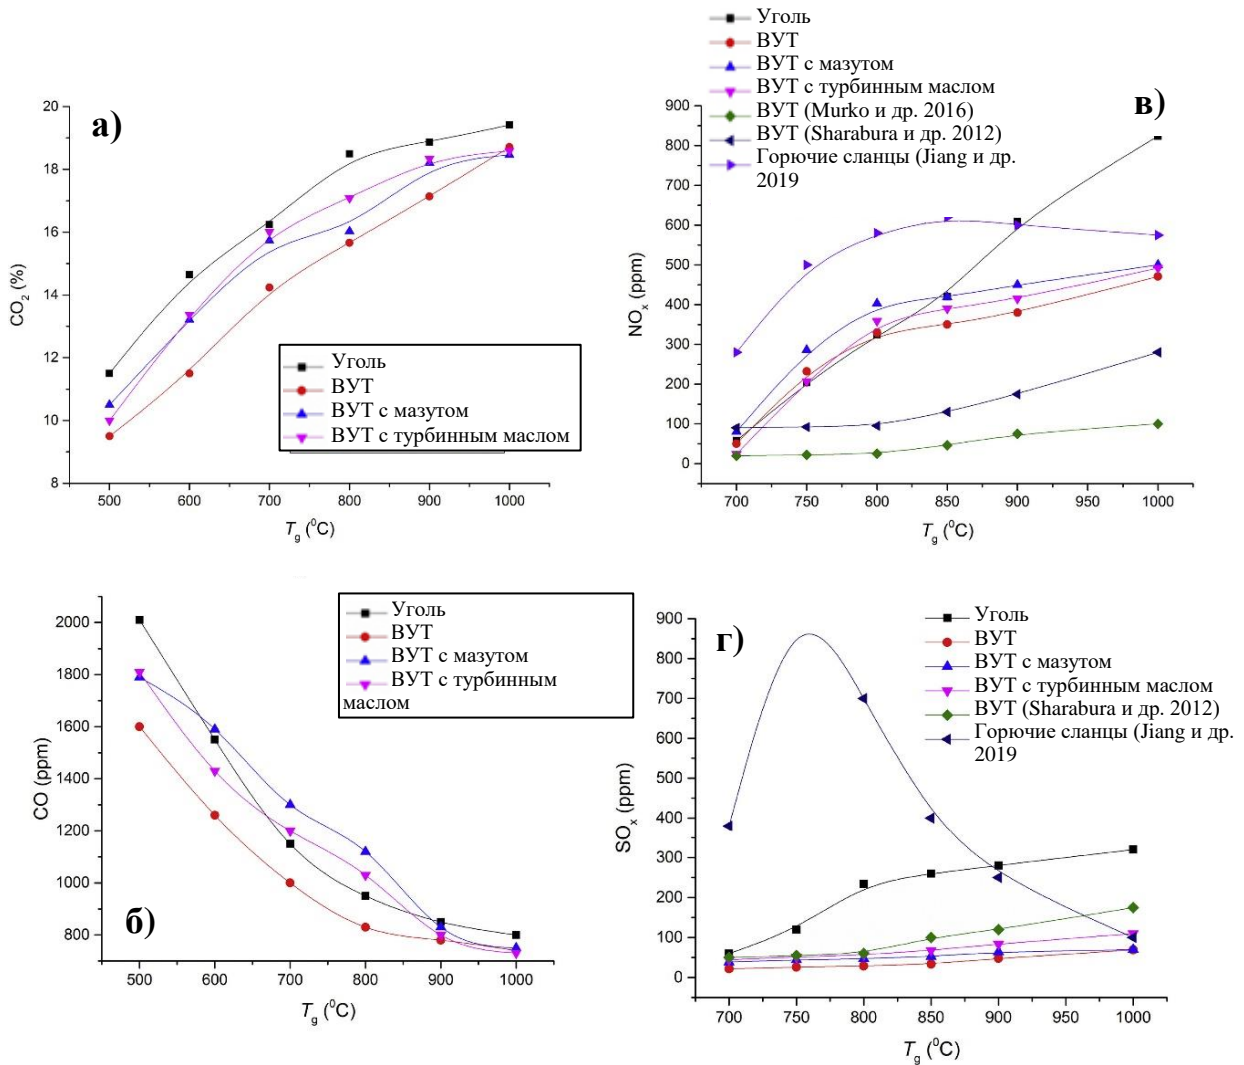 а)
20
18
16
14
12
10
8
CO₂ (%)
Уголь
ВУТ
ВУТ с мазутом
ВУТ с турбинным маслом
500
600
700
800
900
1000
Tg (⁰C)
Уголь
ВУТ
ВУТ с мазутом
ВУТ с турбинным маслом
ВУТ (Murko и др. 2016)
ВУТ (Sharabura и др. 2012)
Горючие сланцы (Jiang и др.
2019
в)
900
800
700
600
500
400
300
200
100
0
NOₓ (ppm)
700
750
800
850
900
950
1000
Tg (⁰C)
Уголь
ВУТ
ВУТ с мазутом
ВУТ с турбинным
маслом
2000
1800
1600
1400
1200
1000
800
CO (ppm)
б)
500
600
700
800
900
1000
Tg (⁰C)
г)
Уголь
ВУТ
ВУТ с мазутом
ВУТ с турбинным маслом
ВУТ (Sharabura и др. 2012)
Горючие сланцы (Jiang и др.
2019
900
800
700
600
500
400
300
200
100
0
SOₓ (ppm)
700
750
800
850
900
950
1000
Tg (⁰C)